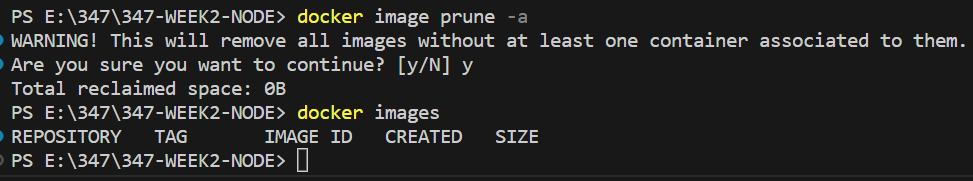 PS E:\347\347-WEEK2-NODE> docker image prune -a
WARNING! This will remove all images without at least one container associated to them.
Are you sure you want to continue? [y/N] y
Total reclaimed space: 0B
PS E:\347\347-WEEK2-NODE> docker images
REPOSITORY   TAG       IMAGE ID   CREATED   SIZE
PS E:\347\347-WEEK2-NODE>